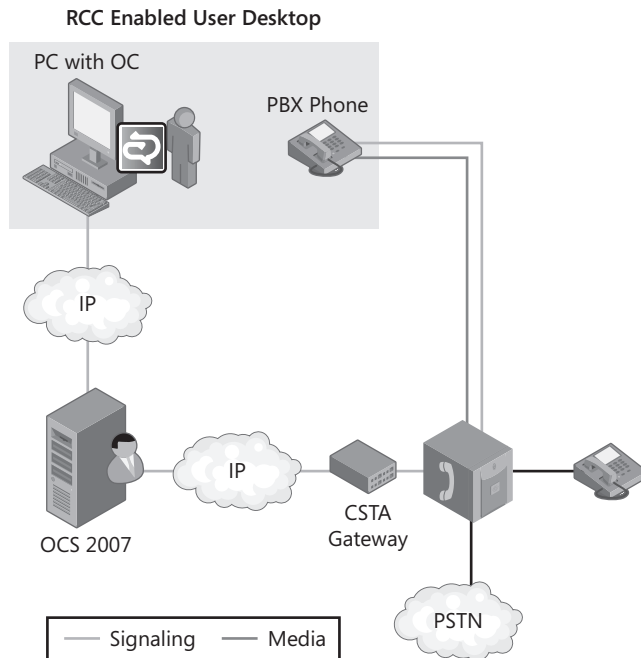 RCC Enabled User Desktop
PC with OC
PBX Phone
IP
IP
OCS 2007
CSTA
Gateway
PSTN
Signaling
Media